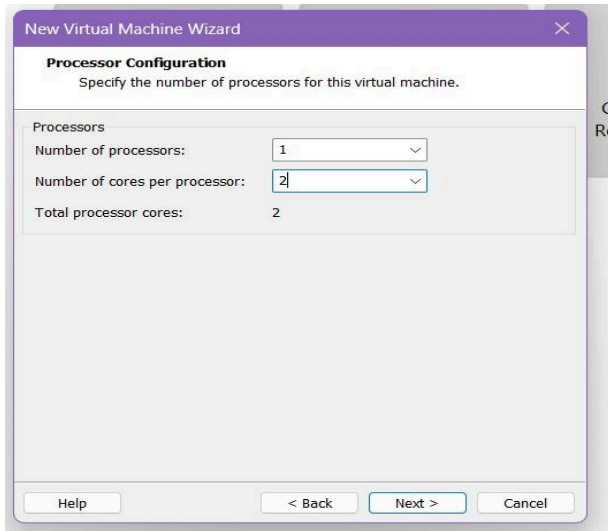 New Virtual Machine Wizard
Processor Configuration
Specify the number of processors for this virtual machine.
Processors
Number of processors: 1
Number of cores per processor: 2
Total processor cores: 2
Help < Back Next > Cancel